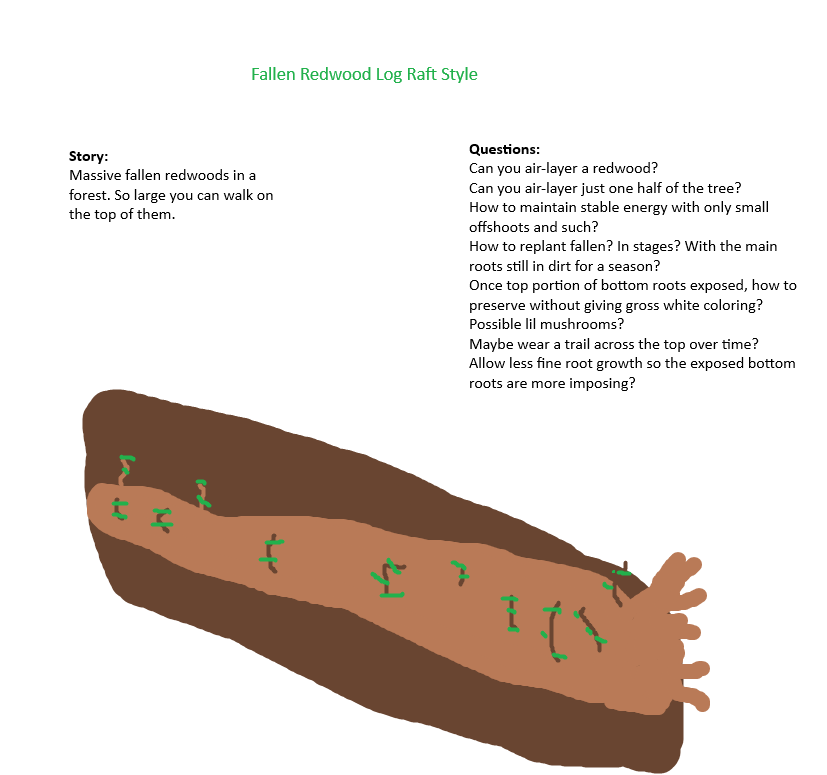 Fallen Redwood Log Raft Style
Story:
Massive fallen redwoods in a
forest. So large you can walk on
the top of them.
Questions:
Can you air-layer a redwood?
Can you air-layer just one half of the tree?
How to maintain stable energy with only small
offshoots and such?
How to replant fallen? In stages? With the main
roots still in dirt for a season?
Once top portion of bottom roots exposed, how to
preserve without giving gross white coloring?
Possible lil mushrooms?
Maybe wear a trail across the top over time?
Allow less fine root growth so the exposed bottom
roots are more imposing?